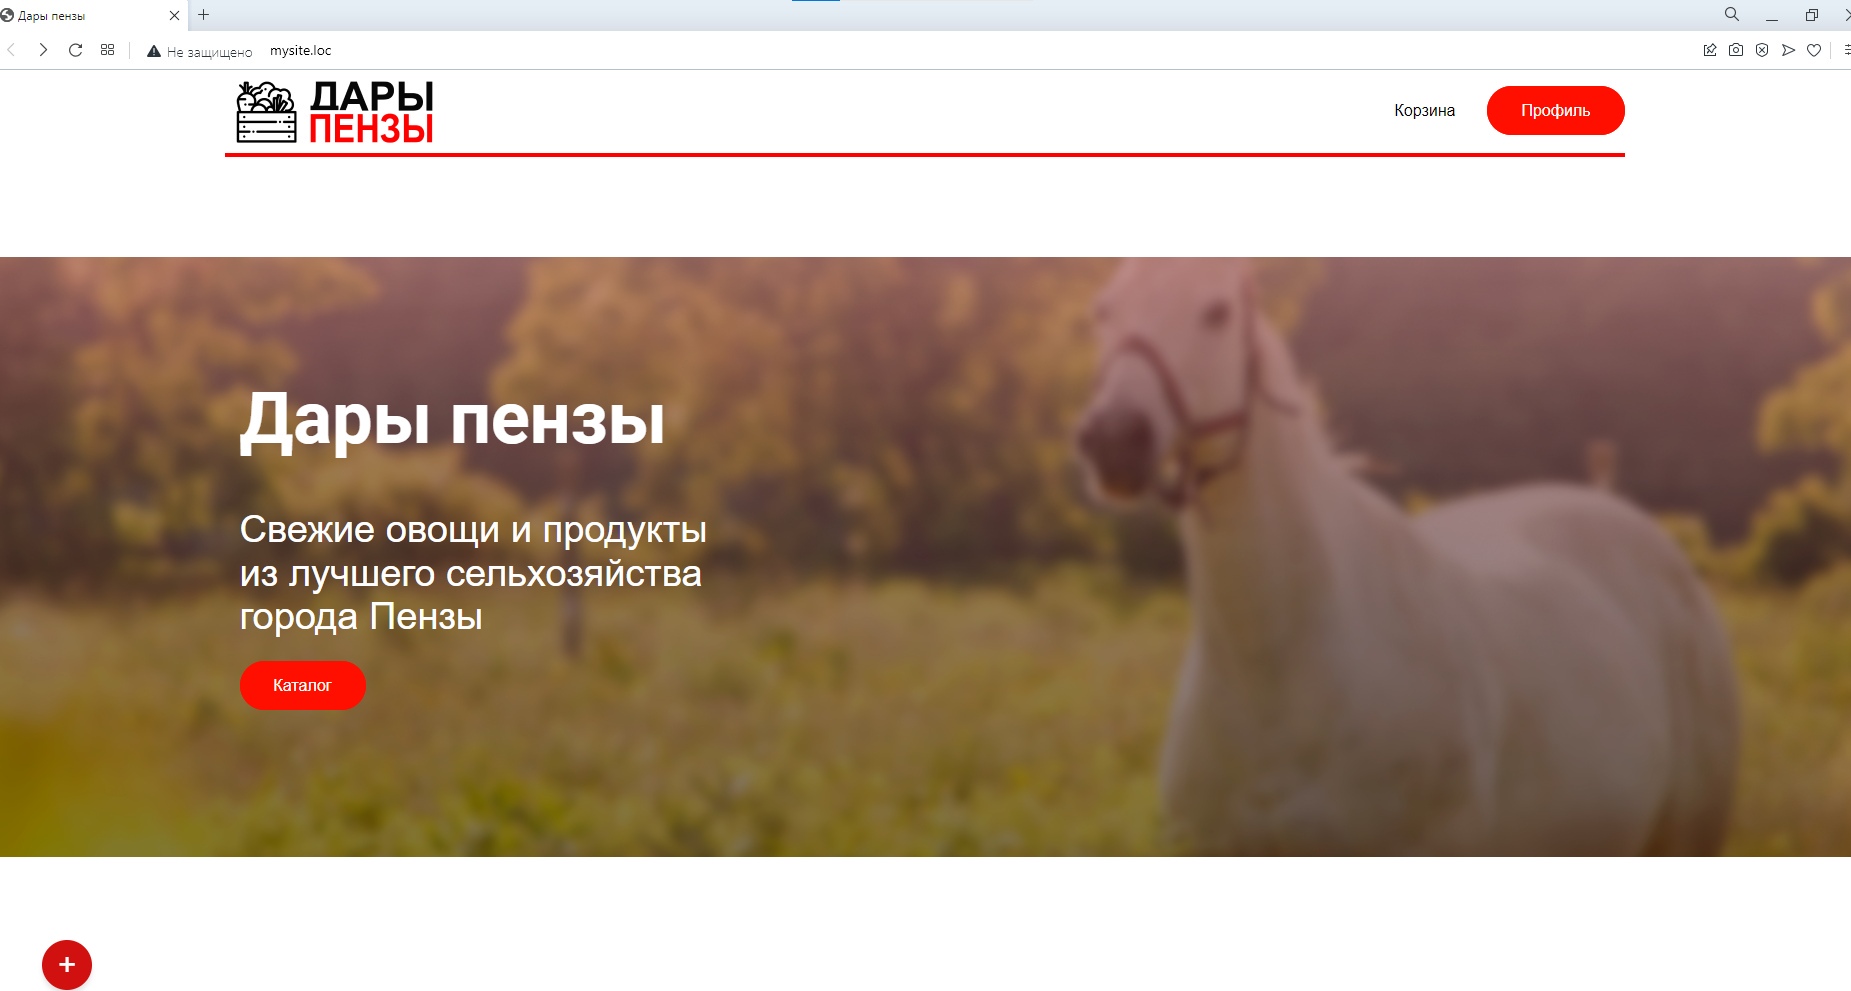 Дары пензы
Не защищено mysite.loc
ДАРЫ
ПЕНЗЫ
Корзина
Профиль
Дары пензы
Свежие овощи и продукты
из лучшего сельхозяйства
города Пензы
Каталог
+